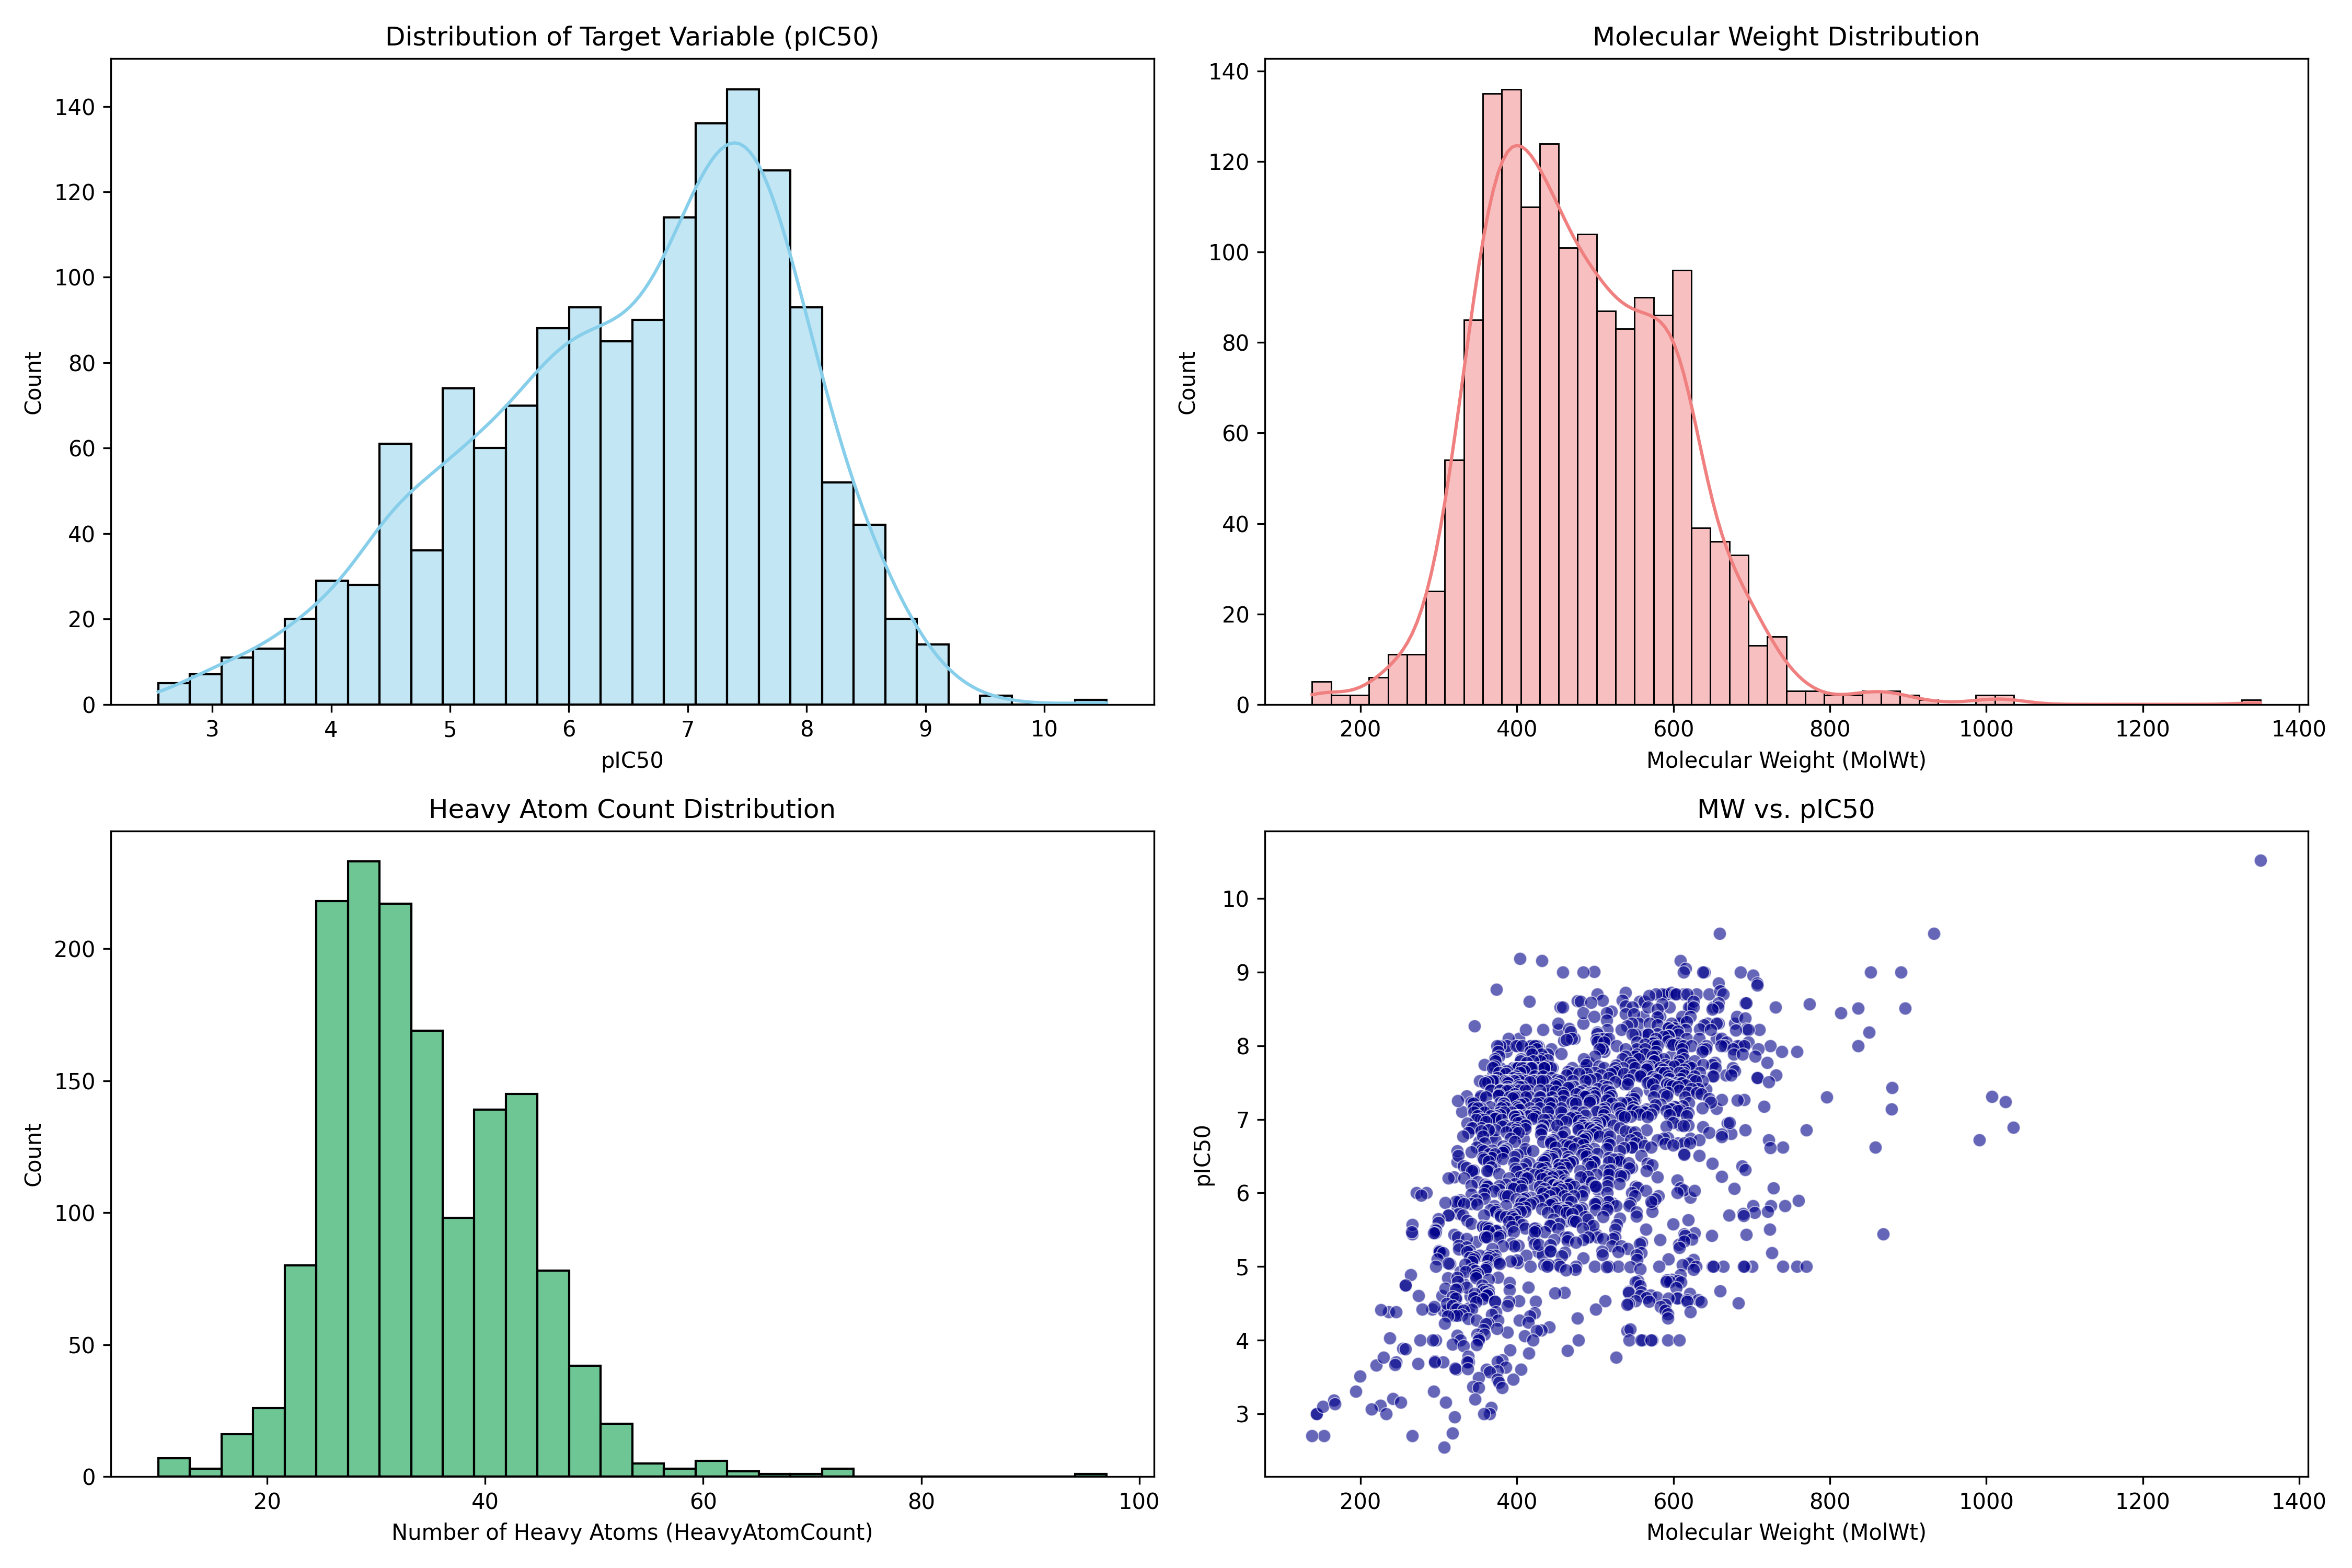 Distribution of Target Variable (pIC50)
Count
0
20
40
60
80
100
120
140
3 4 5 6 7 8 9 10
pIC50
Molecular Weight Distribution
Count
0
20
40
60
80
100
120
140
200 400 600 800 1000 1200 1400
Molecular Weight (MolWt)
Heavy Atom Count Distribution
Count
0
50
100
150
200
20 40 60 80 100
Number of Heavy Atoms (HeavyAtomCount)
MW vs. pIC50
pIC50
3
4
5
6
7
8
9
10
200 400 600 800 1000 1200 1400
Molecular Weight (MolWt)